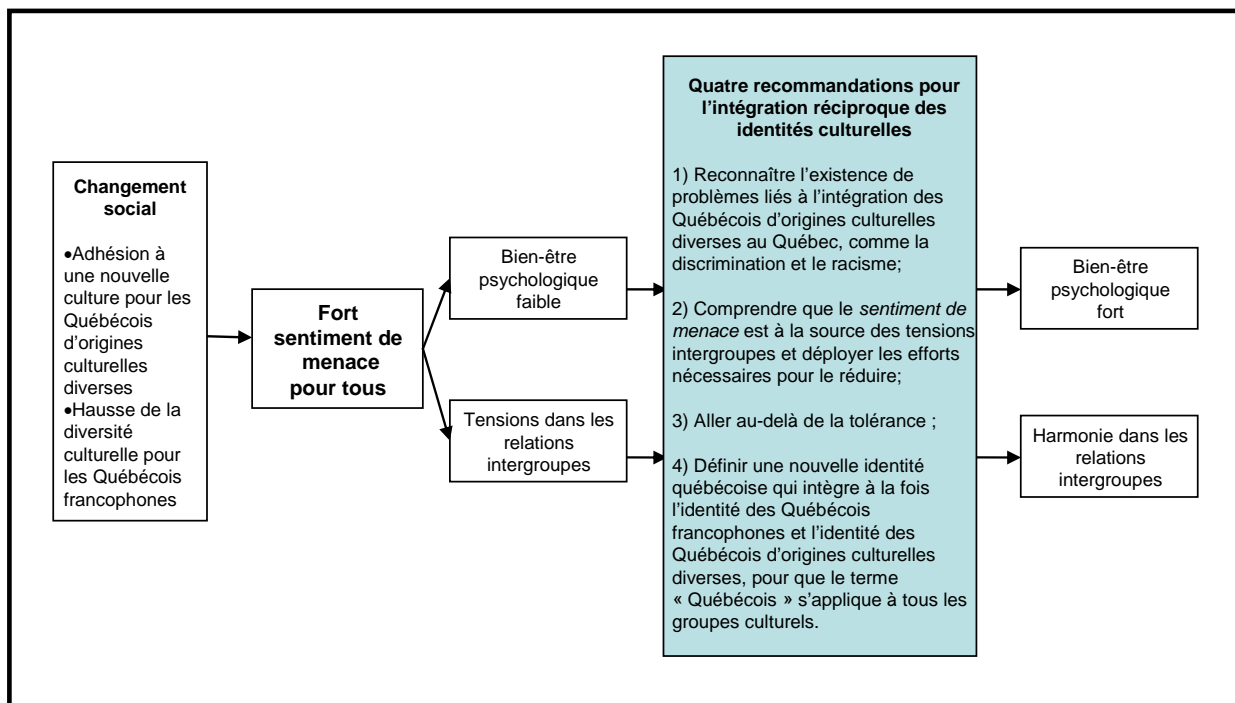 Changement
social
•Adhésion à
une nouvelle
culture pour les
Québécois
d'origines
culturelles
diverses
•Hausse de la
diversité
culturelle pour
les Québécois
francophones
Fort
sentiment de
menace
pour tous
Bien-être
psychologique
faible
Tensions dans les
relations
intergroupes
Quatre recommandations pour
l'intégration réciproque des
identités culturelles
1) Reconnaître l'existence de
problèmes liés à l'intégration des
Québécois d'origines culturelles
diverses au Québec, comme la
discrimination et le racisme;
2) Comprendre que le sentiment de
menace est à la source des tensions
intergroupes et déployer les efforts
nécessaires pour le réduire;
3) Aller au-delà de la tolérance ;
4) Définir une nouvelle identité
québécoise qui intègre à la fois
l'identité des Québécois
francophones et l'identité des
Québécois d'origines culturelles
diverses, pour que le terme
« Québécois » s'applique à tous les
groupes culturels.
Bien-être
psychologique
fort
Harmonie dans les
relations
intergroupes